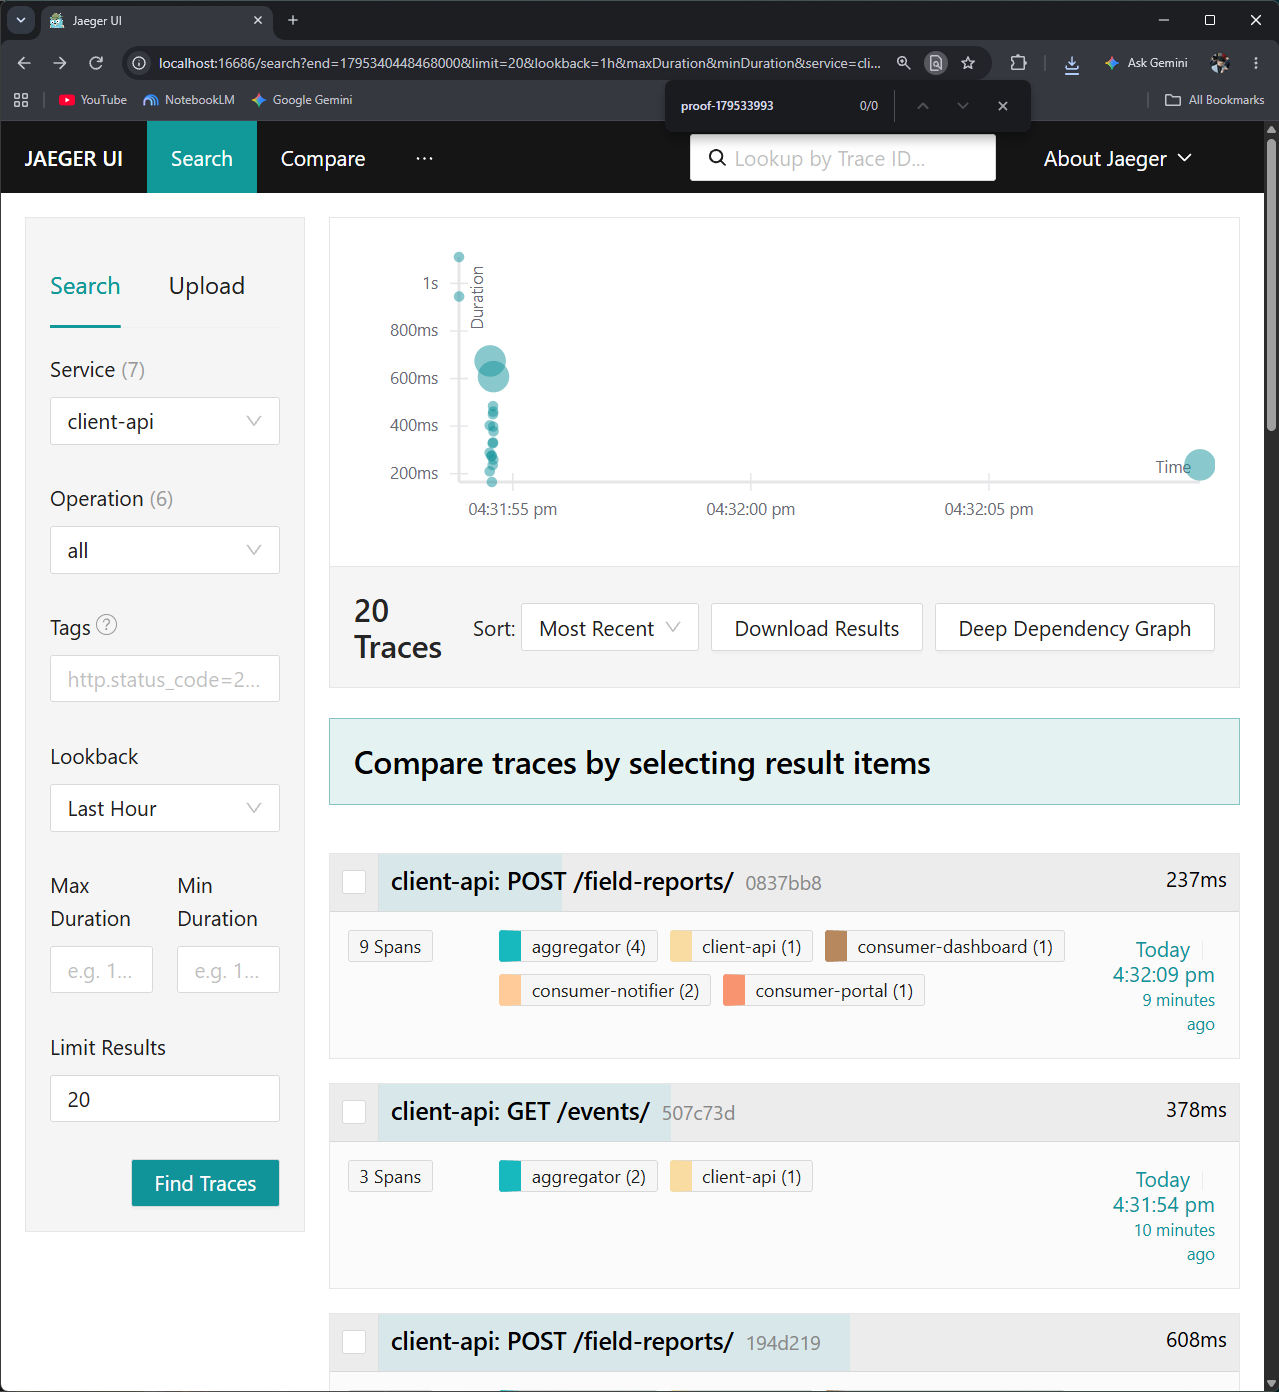 Jaeger UI
localhost:16686/search?end=1795340448468000&limit=20&lookback=1h&maxDuration&minDuration&service=cli...
Ask Gemini
YouTube
NotebookLM
Google Gemini
proof-179533993
0/0
All Bookmarks
JAEGER UI
Search
Compare
...
Lookup by Trace ID...
About Jaeger
Search
Upload
Service (7)
client-api
Operation (6)
all
Tags
?
http.status_code=2...
Lookback
Last Hour
Max Duration
Min Duration
e.g. 1...
e.g. 1...
Limit Results
20
Find Traces
Duration
1s
800ms
600ms
400ms
200ms
Time
04:31:55 pm
04:32:00 pm
04:32:05 pm
20 Traces
Sort:
Most Recent
Download Results
Deep Dependency Graph
Compare traces by selecting result items
client-api: POST /field-reports/ 0837bb8
237ms
9 Spans
aggregator (4)
client-api (1)
consumer-dashboard (1)
consumer-notifier (2)
consumer-portal (1)
Today
4:32:09 pm
9 minutes
ago
client-api: GET /events/ 507c73d
378ms
3 Spans
aggregator (2)
client-api (1)
Today
4:31:54 pm
10 minutes
ago
client-api: POST /field-reports/ 194d219
608ms